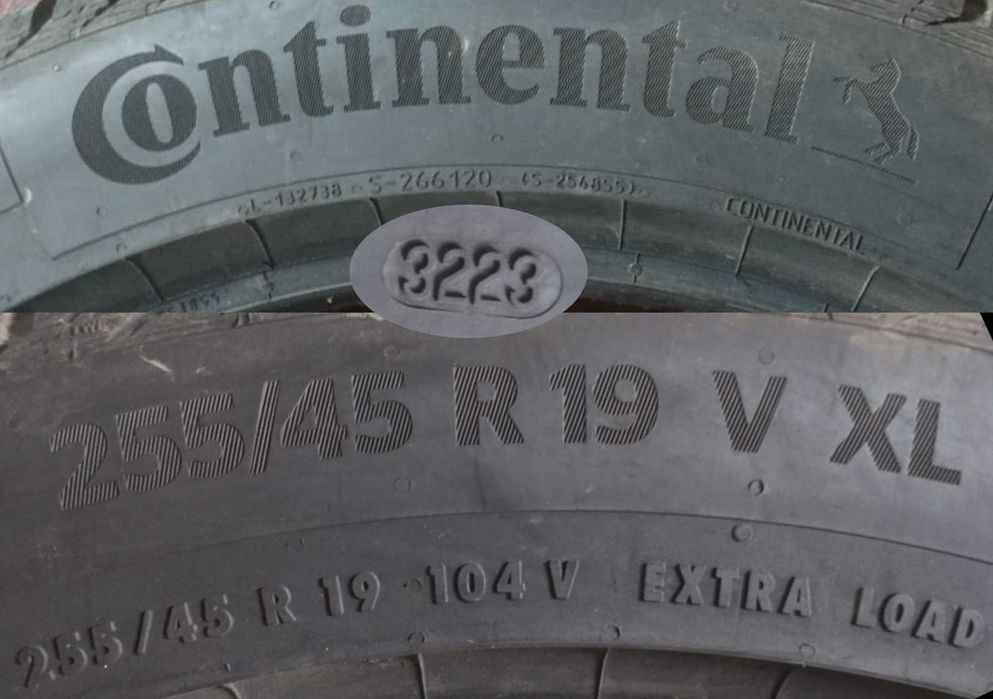 Continental
L-132738 S-266120 (S-254855)
CONTINENTAL
3223
255/45 R 19 V XL
255/45 R 19 104 V EXTRA LOAD